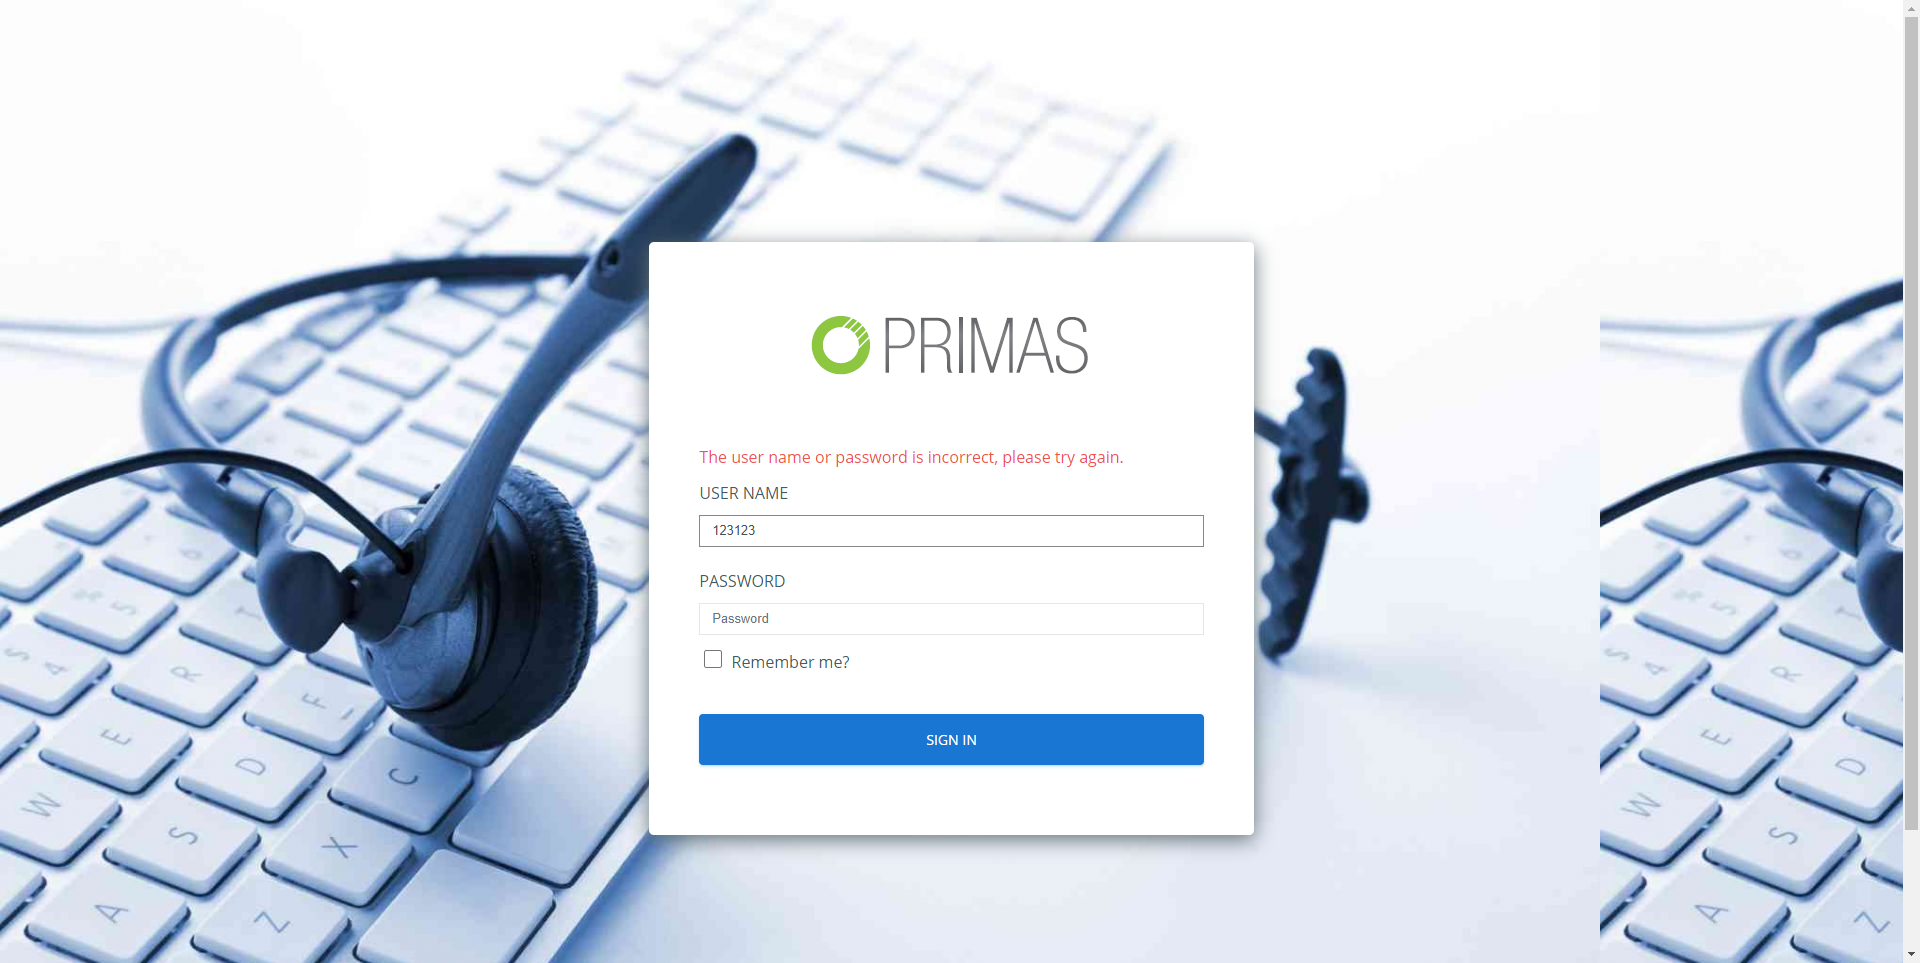 PRIMAS
The user name or password is incorrect, please try again.
USER NAME
123123
PASSWORD
Password
Remember me?
SIGN IN